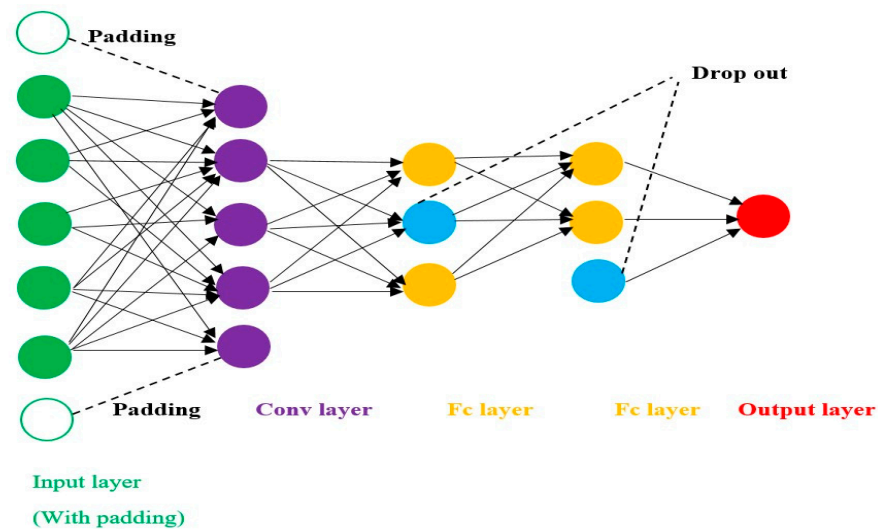 Padding
Drop out
Padding
Conv layer
Fc layer
Fc layer
Output layer
Input layer
(With padding)